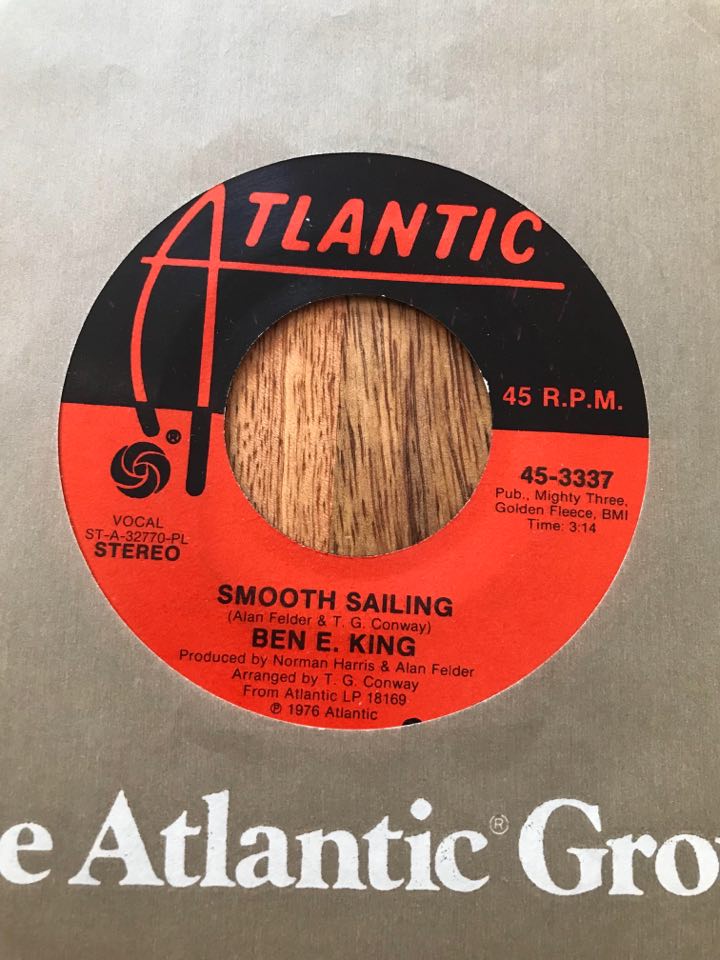 ATLANTIC
45 R.P.M.
®
45-3337
Pub., Mighty Three,
Golden Fleece, BMI
Time: 3:14
VOCAL
ST-A-32770-PL
STEREO
SMOOTH SAILING
(Alan Felder & T. G. Conway)
BEN E. KING
Produced by Norman Harris & Alan Felder
Arranged by T. G. Conway
From Atlantic LP 18169
℗ 1976 Atlantic
e Atlantic® Gro